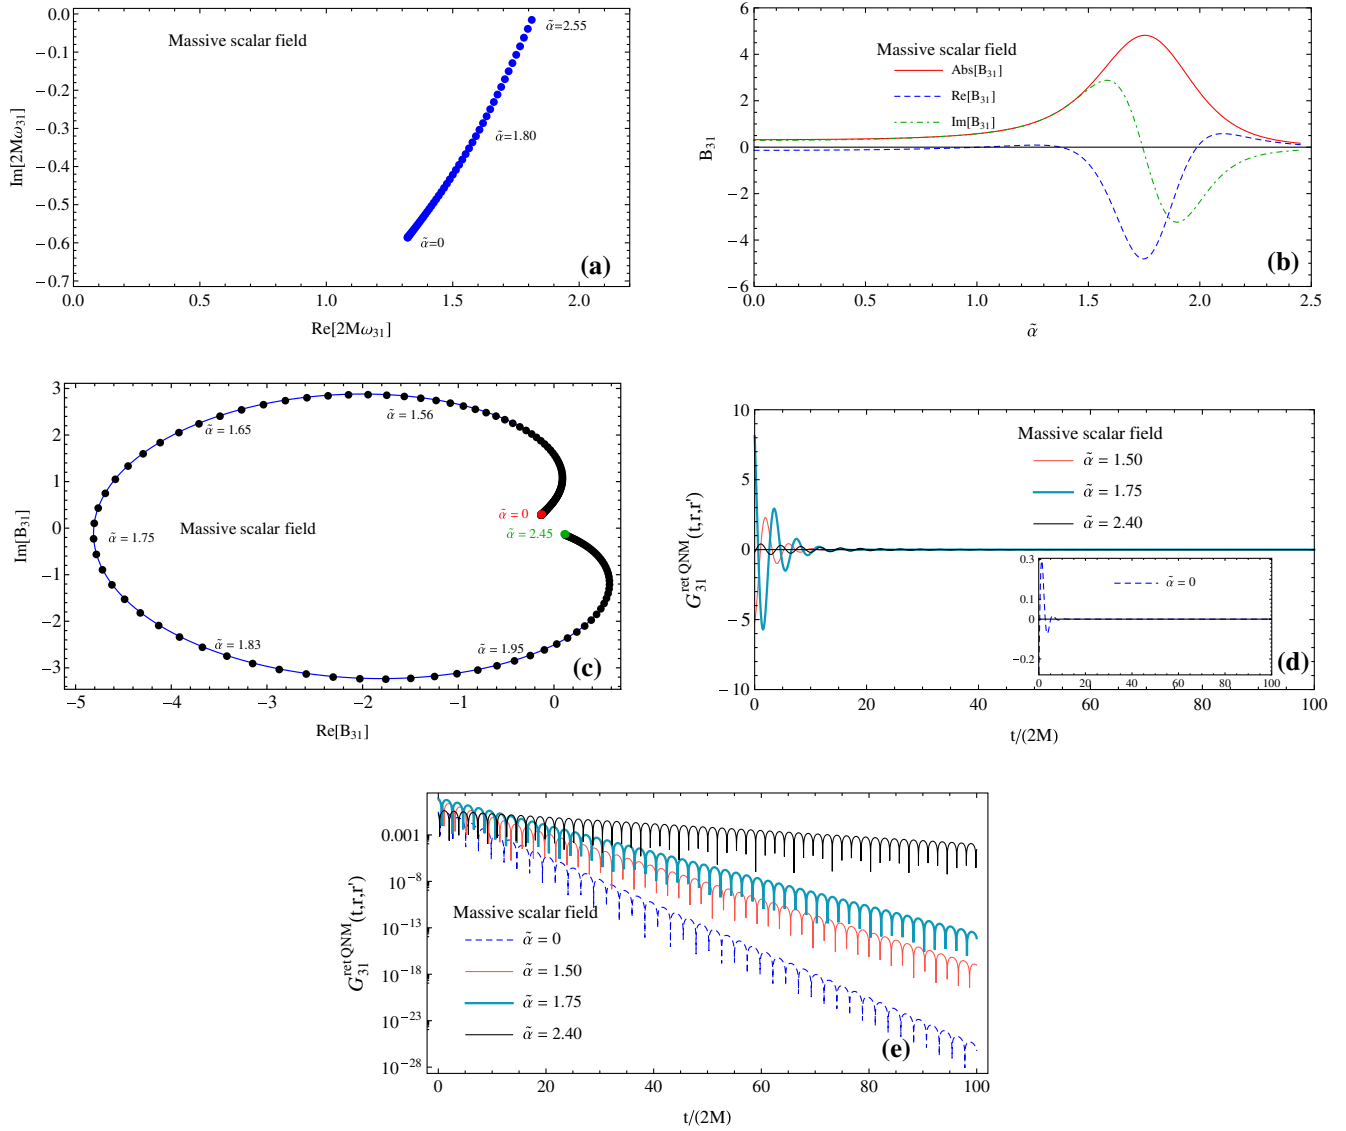 0.0
−0.1
−0.2
−0.3
−0.4
−0.5
−0.6
−0.7
Im[2Mω31]
Massive scalar field
α̃=2.55
α̃=1.80
α̃=0
(a)
0.0 0.5 1.0 1.5 2.0
Re[2Mω31]
6
4
2
0
−2
−4
−6
B31
Massive scalar field
Abs[B31]
Re[B31]
Im[B31]
(b)
0.0 0.5 1.0 1.5 2.0 2.5
α̃
3
2
1
0
−1
−2
−3
Im[B31]
α̃ = 1.56
α̃ = 1.65
α̃ = 0
Massive scalar field
α̃ = 2.45
α̃ = 1.75
α̃ = 1.83
α̃ = 1.95
(c)
−5 −4 −3 −2 −1 0
Re[B31]
10
5
0
−5
−10
G31^ret QNM(t,r,r')
Massive scalar field
α̃ = 1.50
α̃ = 1.75
α̃ = 2.40
0.3
0.2
0
−0.2
α̃ = 0
0 20 40 60 80 100
(d)
0 20 40 60 80 100
t/(2M)
0.001
10^−8
10^−13
10^−18
10^−23
10^−28
G31^ret QNM(t,r,r')
Massive scalar field
α̃ = 0
α̃ = 1.50
α̃ = 1.75
α̃ = 2.40
(e)
0 20 40 60 80 100
t/(2M)